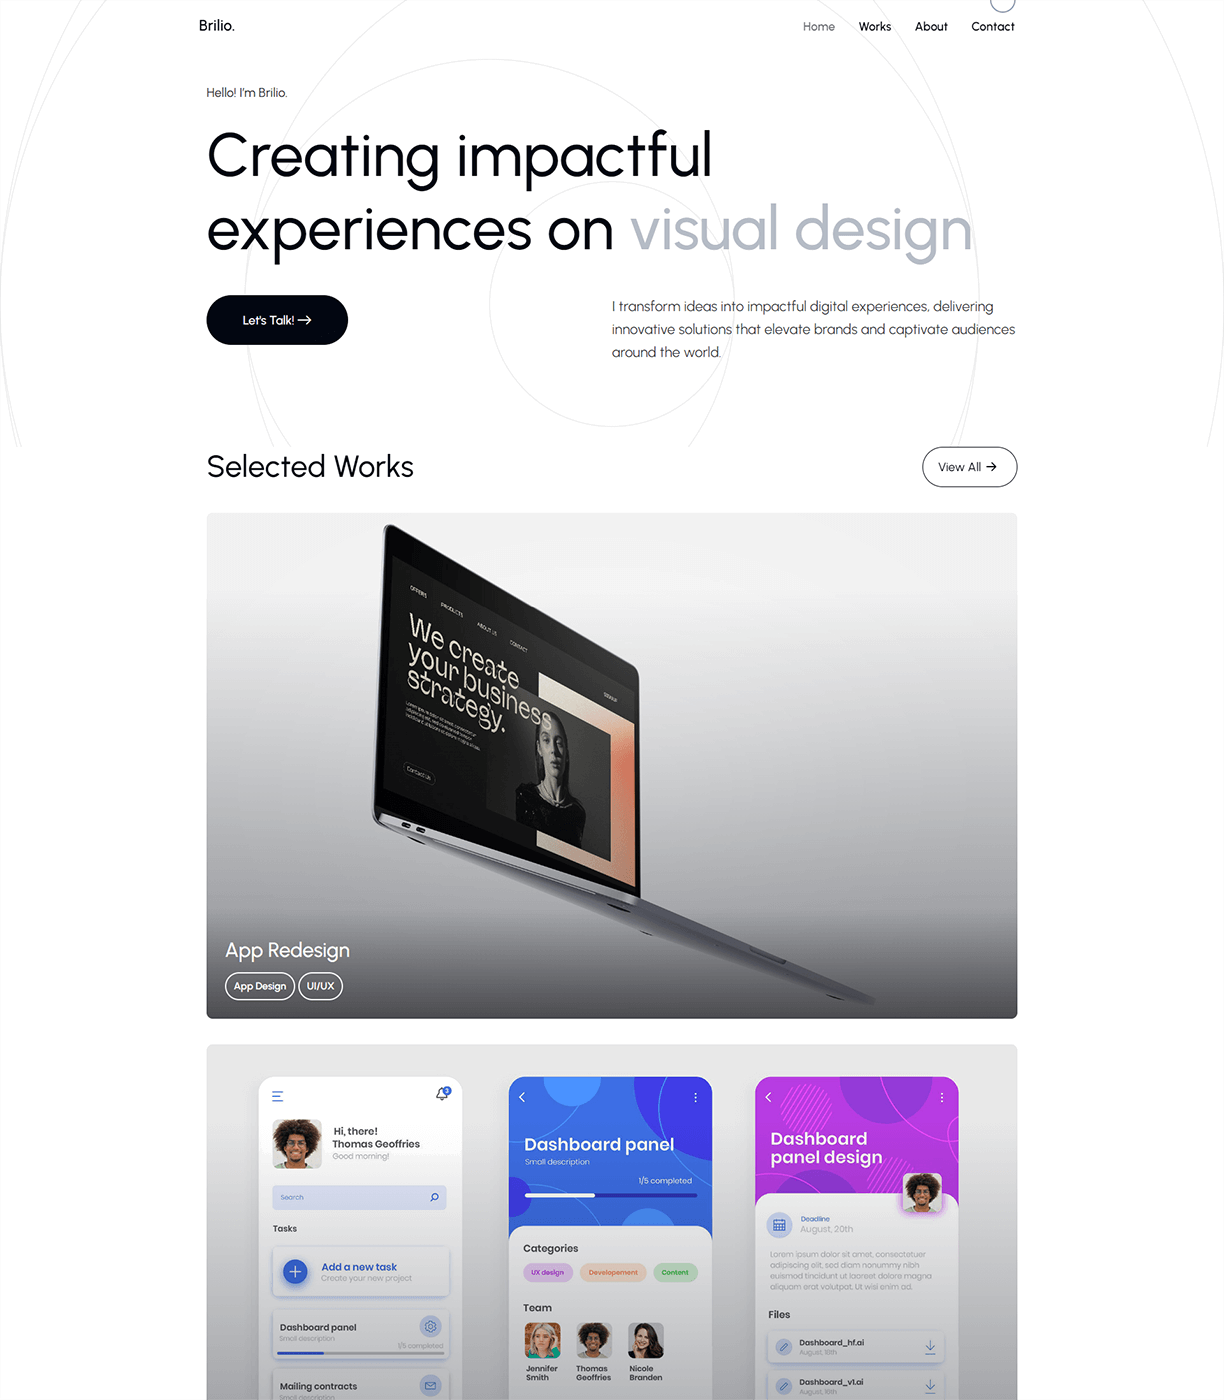 Brilio.
Home Works About Contact
Hello! I'm Brilio.
Creating impactful
experiences on visual design
Let's Talk! →
I transform ideas into impactful digital experiences, delivering
innovative solutions that elevate brands and captivate audiences
around the world.
Selected Works
View All →
OFFERS PRODUCTS ABOUT US CONTACT
SIGN UP
We create
your business
strategy.
Contact Us
App Redesign
App Design UI/UX
Hi, there!
Thomas Geoffries
Good morning!
Search
Tasks
Add a new task
Create your new project
Dashboard panel
Small description
1/5 completed
Mailing contracts
Small description
Dashboard panel
Small description
1/5 completed
Categories
UX design Developement Content
Team
Jennifer
Smith
Thomas
Geoffries
Nicole
Branden
Dashboard
panel design
Deadline
August, 20th
Lorem ipsum dolor sit amet, consectetuer
adipiscing elit, sed diam nonummy nibh
euismod tincidunt ut laoreet dolore magna
aliquam erat volutpat. Ut wisi enim ad.
Files
Dashboard_hf.ai
August, 18th
Dashboard_v1.ai
August, 16th